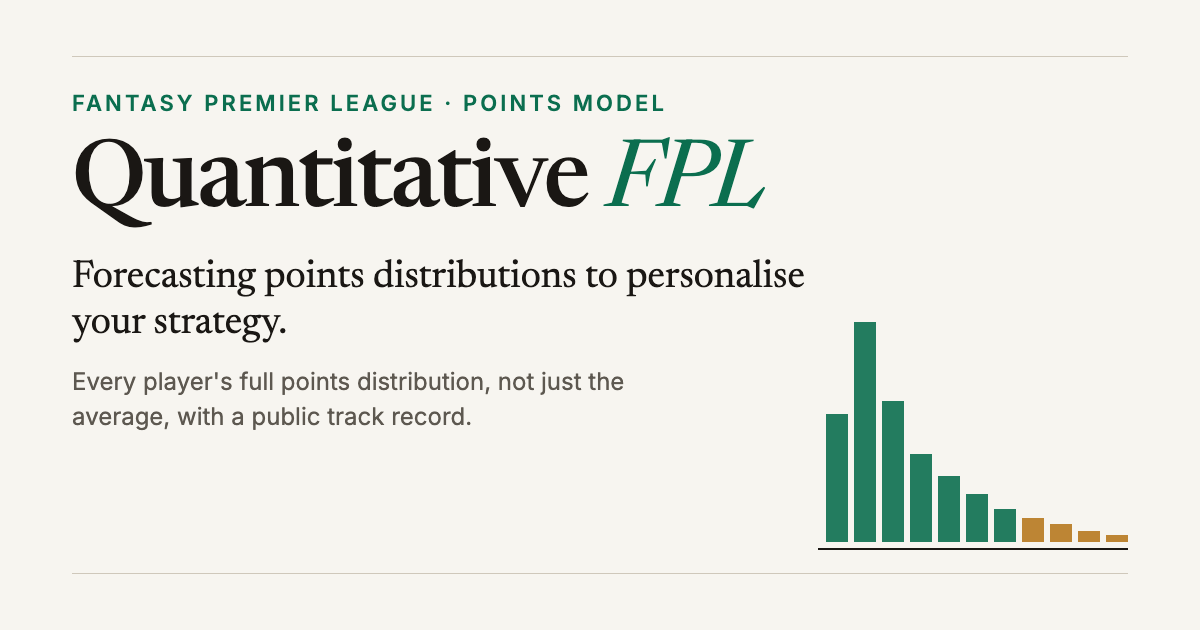 FANTASY PREMIER LEAGUE · POINTS MODEL
Quantitative FPL
Forecasting points distributions to personalise
your strategy.
Every player's full points distribution, not just the
average, with a public track record.